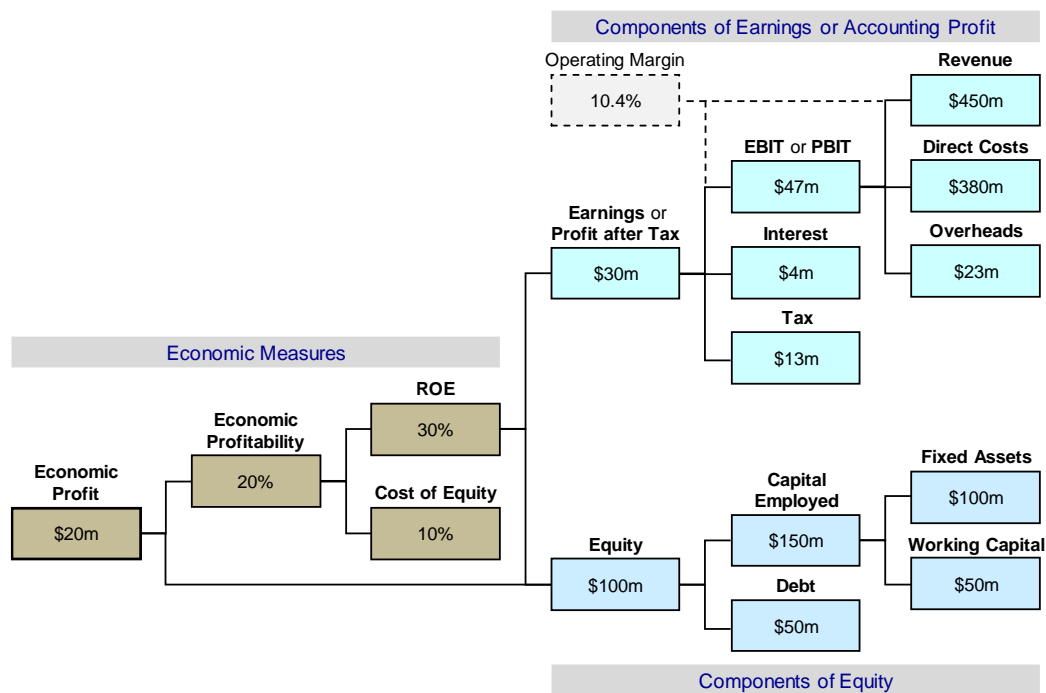 Components of Earnings or Accounting Profit
Operating Margin
10.4%
Revenue
$450m
EBIT or PBIT
$47m
Direct Costs
$380m
Earnings or
Profit after Tax
$30m
Interest
$4m
Overheads
$23m
Tax
$13m
Economic Measures
ROE
30%
Economic
Profitability
20%
Cost of Equity
10%
Economic
Profit
$20m
Capital
Employed
$150m
Fixed Assets
$100m
Equity
$100m
Working Capital
$50m
Debt
$50m
Components of Equity